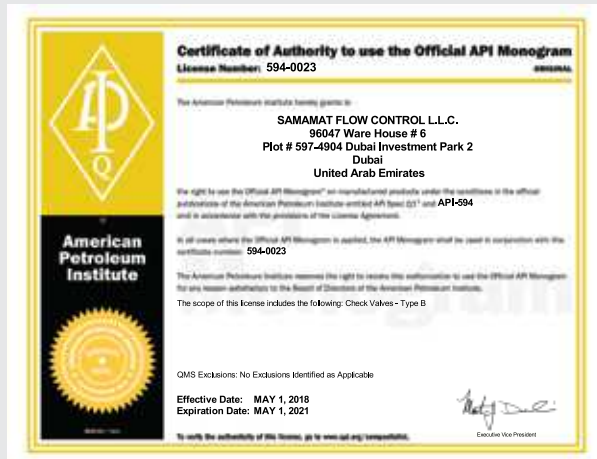 Certificate of Authority to use the Official API Monogram
License Number: 594-0023
ORIGINAL
The American Petroleum Institute hereby grants to
SAMAMAT FLOW CONTROL L.L.C.
96047 Ware House # 6
Plot # 597-4904 Dubai Investment Park 2
Dubai
United Arab Emirates
the right to use the Official API Monogram® on manufactured products under the conditions in the official
publications of the American Petroleum Institute entitled API Spec Q1® and API-594
and in accordance with the provisions of the License Agreement.
In all cases where the Official API Monogram is applied, the API Monogram shall be used in conjunction with this
certificate number: 594-0023
The American Petroleum Institute reserves the right to revoke this authorization to use the Official API Monogram
for any reason satisfactory to the Board of Directors of the American Petroleum Institute.
The scope of this license includes the following: Check Valves - Type B
QMS Exclusions: No Exclusions Identified as Applicable
Effective Date: MAY 1, 2018
Expiration Date: MAY 1, 2021
To verify the authenticity of this license, go to www.api.org/compositelist.
Executive Vice President
API
Q
American
Petroleum
Institute